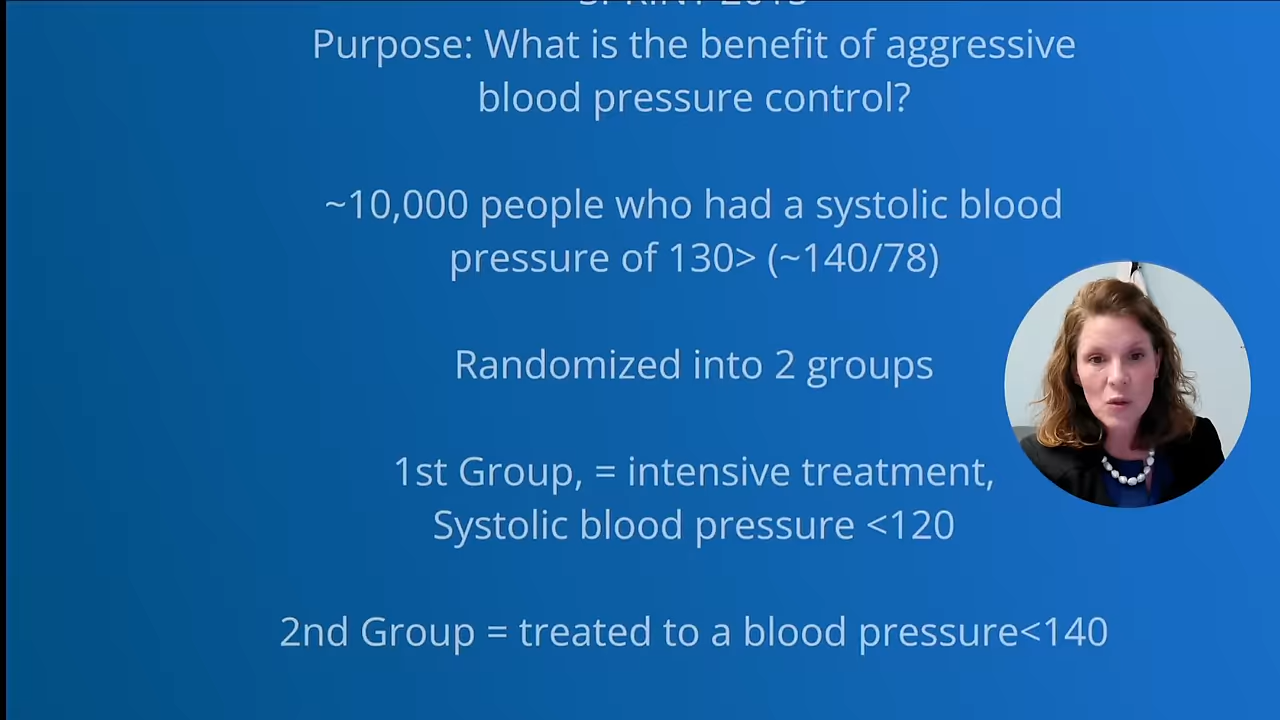 Purpose: What is the benefit of aggressive
blood pressure control?
~10,000 people who had a systolic blood
pressure of 130> (~140/78)
Randomized into 2 groups
1st Group, = intensive treatment,
Systolic blood pressure <120
2nd Group = treated to a blood pressure<140